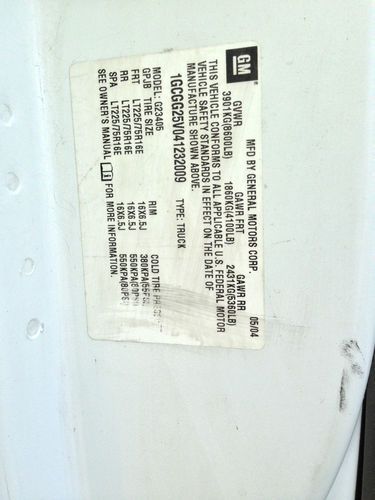 GM
MFD BY GENERAL MOTORS CORP 05/04
GVWR GAWR FRT GAWR RR
3901KG(8600LB) 1860KG(4100LB) 2431KG(5360LB)
THIS VEHICLE CONFORMS TO ALL APPLICABLE U.S. FEDERAL MOTOR
VEHICLE SAFETY STANDARDS IN EFFECT ON THE DATE OF
MANUFACTURE SHOWN ABOVE.
1GCGG25V041232009 TYPE: TRUCK
MODEL: G23405
GPJB TIRE SIZE RIM COLD TIRE
FRT LT225/75R16E 16X6.5J 380KPA(55
RR LT225/75R16E 16X6.5J 550KPA(80PSI)
SPA LT225/75R16E 16X6.5J 550KPA(80PSI)
SEE OWNER'S MANUAL FOR MORE INFORMATION.